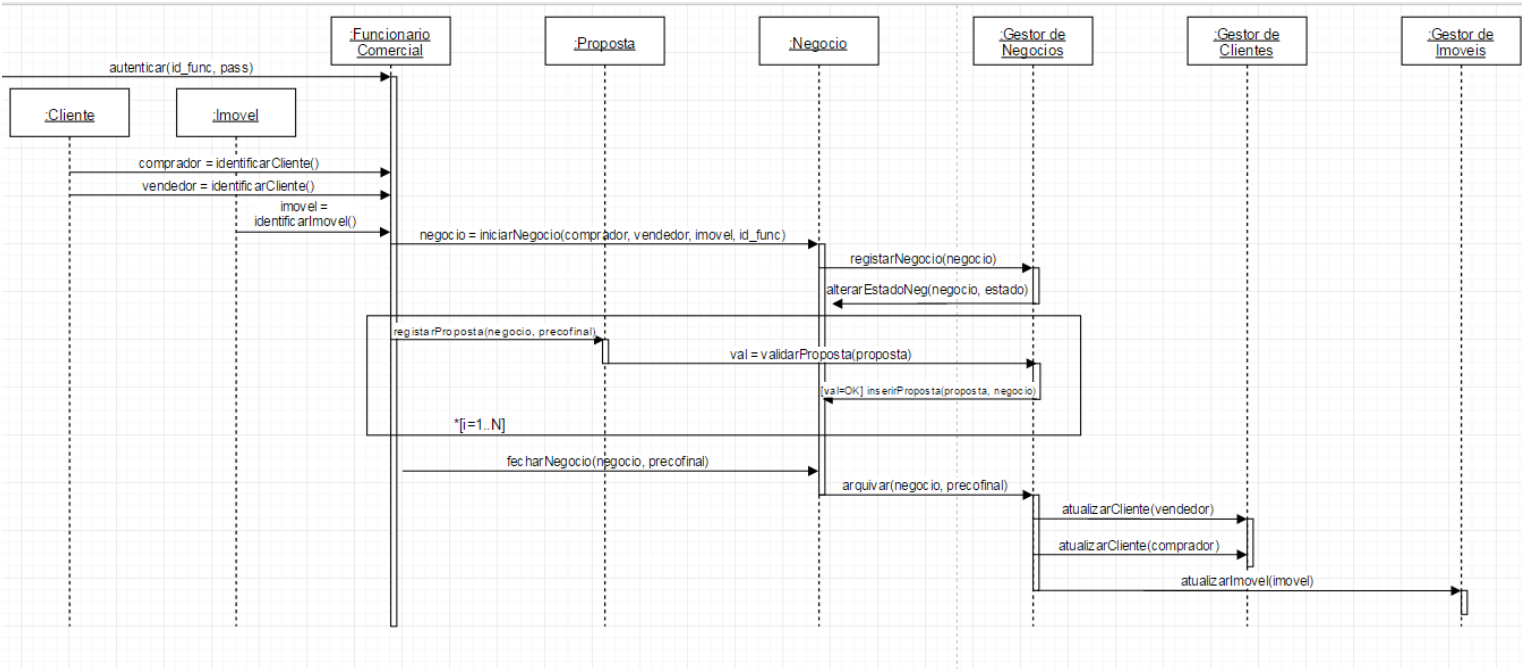 :Funcionario
Comercial
:Proposta
:Negocio
:Gestor de
Negocios
:Gestor de
Clientes
:Gestor de
Imoveis
autenticar(id_func, pass)
:Cliente
:Imovel
comprador = identificarCliente()
vendedor = identificarCliente()
imovel =
identificarImovel()
negocio = iniciarNegocio(comprador, vendedor, imovel, id_func)
registarNegocio(negocio)
alterarEstadoNeg(negocio, estado)
registarProposta(negocio, precofinal)
val = validarProposta(proposta)
[val=OK] inserirProposta(proposta, negocio)
*[i=1..N]
fecharNegocio(negocio, precofinal)
arquivar(negocio, precofinal)
atualizarCliente(vendedor)
atualizarCliente(comprador)
atualizarImovel(imovel)